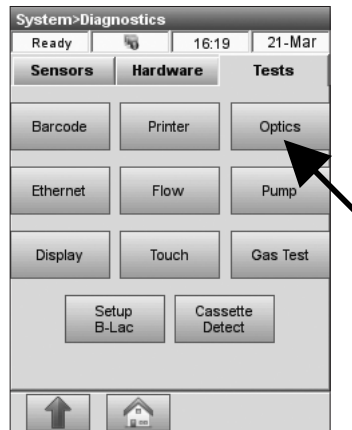 System>Diagnostics
Ready 16:19 21-Mar
Sensors Hardware Tests
Barcode Printer Optics
Ethernet Flow Pump
Display Touch Gas Test
Setup Cassette
B-Lac Detect